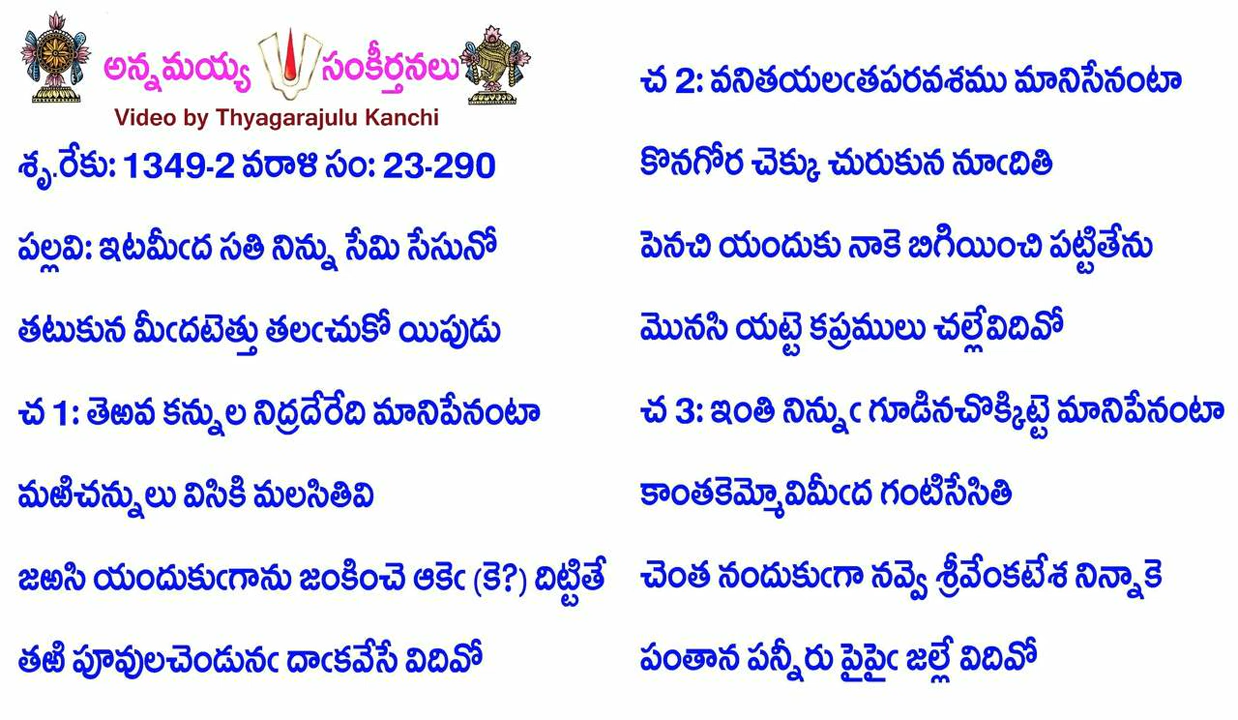 అన్నమయ్య సంకీర్తనలు
Video by Thyagarajulu Kanchi
శృ.రేకు: 1349-2 వరాళి సం: 23-290
పల్లవి: ఇటమీఁద సతి నిన్ను సేమి సేసునో
తటుకున మీఁదటెత్తు తలఁచుకో యిపుడు
చ 1: తెఱవ కన్నుల నిద్రదేరేది మానిపేనంటా
మఱిచన్నులు విసికి మలసితివి
జఱసి యందుకుఁగాను జంకించె ఆకెఁ (కె?) దిట్టితే
తఱి పూవులచెండునఁ దాఁకవేసే విదివో
చ 2: వనితయలఁతపరవశము మానిసేనంటా
కొనగోర చెక్కు చురుకున నూఁదితి
పెనచి యందుకు నాకె బిగియించి పట్టితేను
మొనసి యట్టె కప్రములు చల్లేవిదివో
చ 3: ఇంతి నిన్నుఁ గూడినచొక్కిట్టె మానిపేనంటా
కాంతకెమ్మోవిమీఁద గంటిసేసితి
చెంత నందుకుఁగా నవ్వె శ్రీవేంకటేశ నిన్నాకె
పంతాన పన్నీరు పైపైఁ జల్లే విదివో